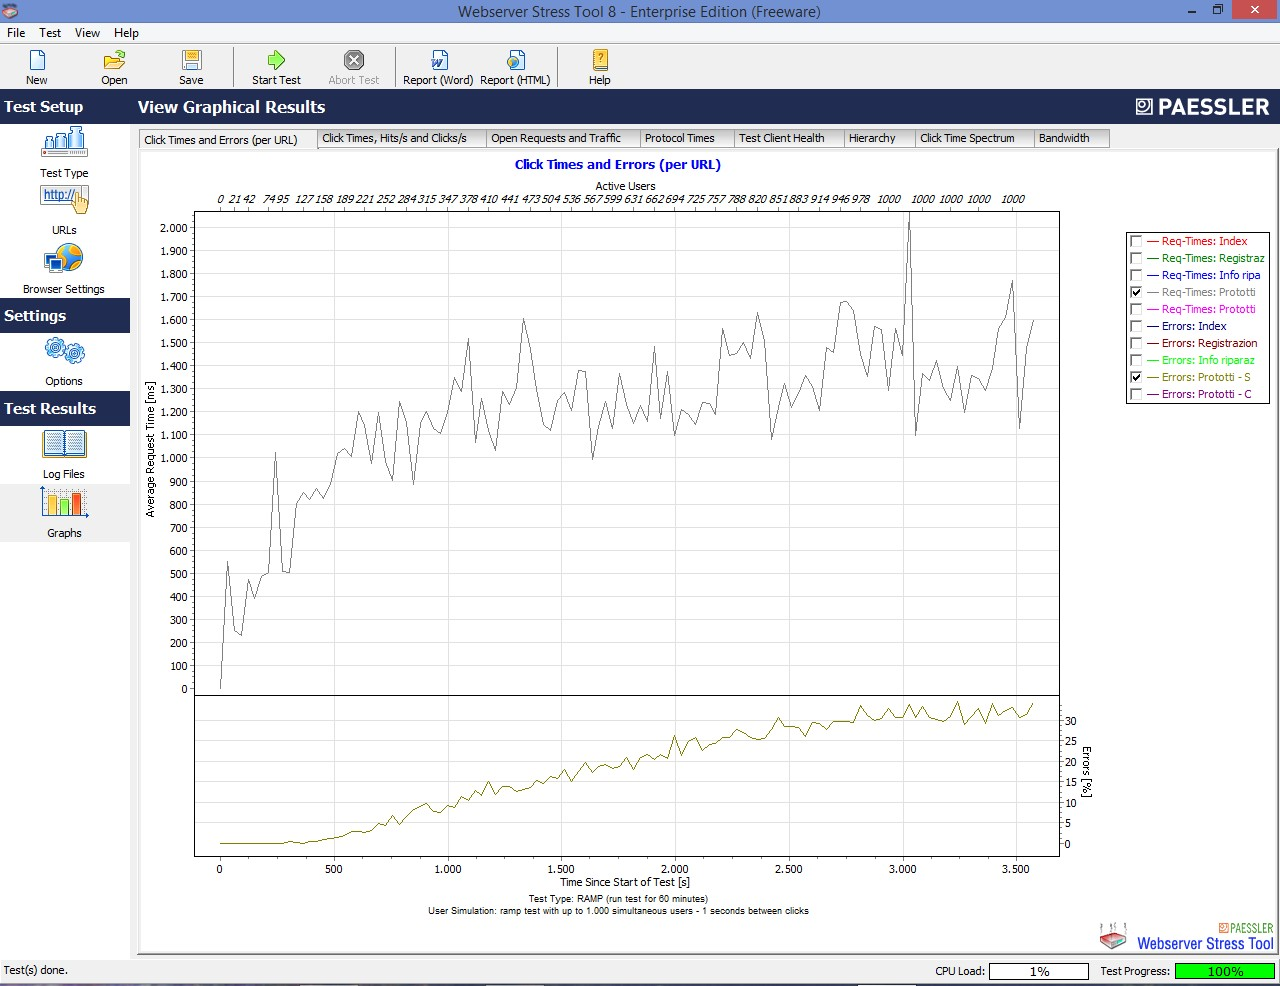 Webserver Stress Tool 8 - Enterprise Edition (Freeware)
File Test View Help
New Open Save Start Test Abort Test Report (Word) Report (HTML) Help
Test Setup
View Graphical Results
PAESSLER
Test Type
http://
URLs
Browser Settings
Settings
Options
Test Results
Log Files
Graphs
Click Times and Errors (per URL) Click Times, Hits/s and Clicks/s Open Requests and Traffic Protocol Times Test Client Health Hierarchy Click Time Spectrum Bandwidth
Click Times and Errors (per URL)
Active Users
0 21 42 74 95 127 158 189 221 252 284 315 347 378 410 441 473 504 536 567 599 631 662 694 725 757 788 820 851 883 914 946 978 1000 1000 1000 1000 1000
2.000
1.900
1.800
1.700
1.600
1.500
1.400
1.300
1.200
1.100
1.000
900
800
700
600
500
400
300
200
100
0
Average Request Time [ms]
30
25
20
15
10
5
0
Errors [%]
0 500 1.000 1.500 2.000 2.500 3.000 3.500
Time Since Start of Test [s]
Test Type: RAMP (run test for 60 minutes)
User Simulation: ramp test with up to 1.000 simultaneous users - 1 seconds between clicks
Req-Times: Index
Req-Times: Registraz
Req-Times: Info ripa
Req-Times: Prototti
Req-Times: Prototti
Errors: Index
Errors: Registrazion
Errors: Info riparaz
Errors: Prototti - S
Errors: Prototti - C
PAESSLER
Webserver Stress Tool
Test(s) done.
CPU Load: 1% Test Progress: 100%